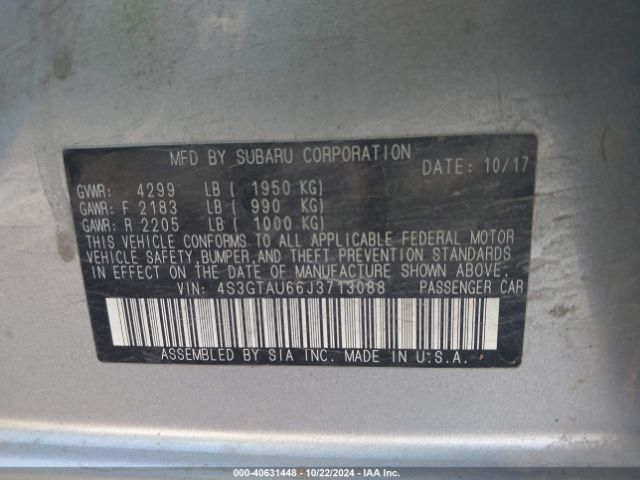 MFD BY SUBARU CORPORATION DATE: 10/17
GVWR: 4299 LB ( 1950 KG)
GAWR: F 2183 LB ( 990 KG)
GAWR: R 2205 LB ( 1000 KG)
THIS VEHICLE CONFORMS TO ALL APPLICABLE FEDERAL MOTOR
VEHICLE SAFETY,BUMPER,AND THEFT PREVENTION STANDARDS
IN EFFECT ON THE DATE OF MANUFACTURE SHOWN ABOVE.
VIN: 4S3GTAU66J3713088 PASSENGER CAR
ASSEMBLED BY SIA INC. MADE IN U.S.A.
000-40631448 - 10/22/2024 - IAA Inc.